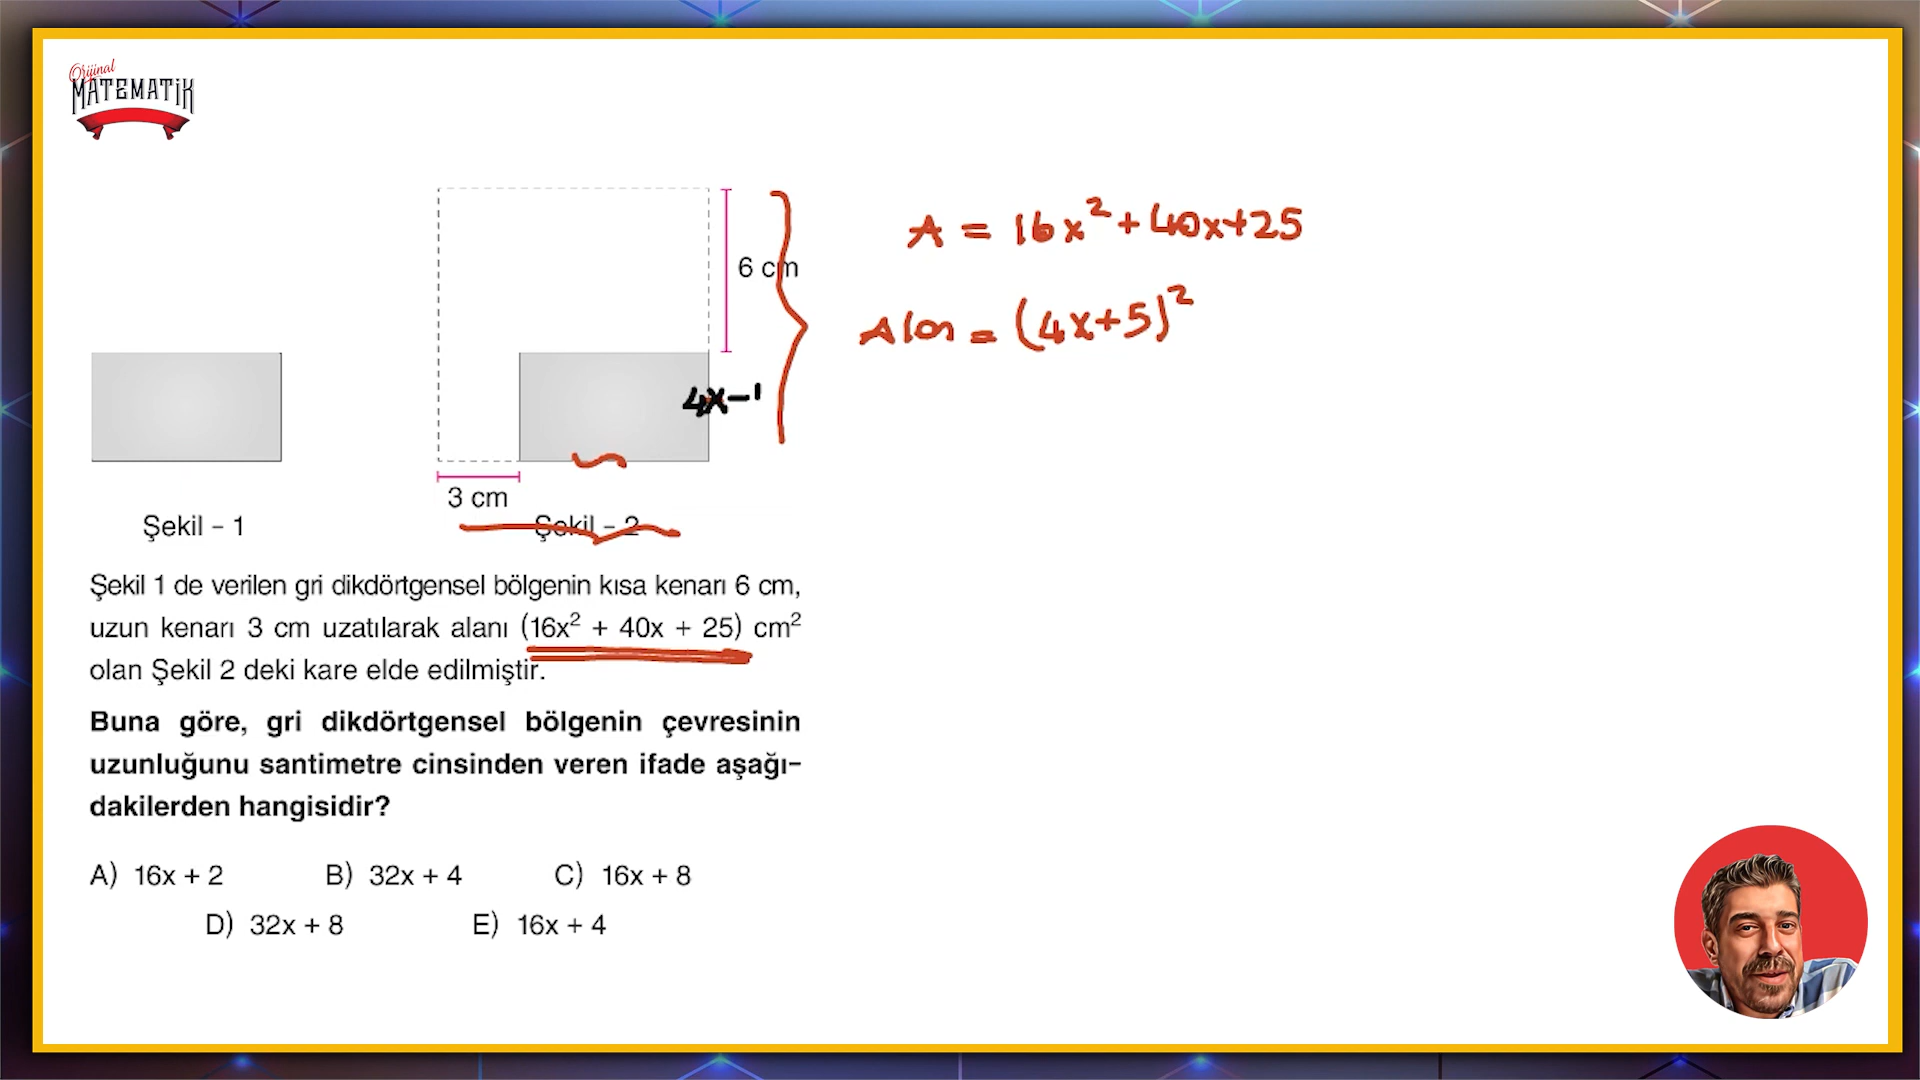 Orijinal
MATEMATİK
6 cm
A = 16x² + 40x + 25
Alan = (4x+5)²
4x-1
3 cm
Şekil – 1
Şekil – 2
Şekil 1 de verilen gri dikdörtgensel bölgenin kısa kenarı 6 cm,
uzun kenarı 3 cm uzatılarak alanı (16x² + 40x + 25) cm²
olan Şekil 2 deki kare elde edilmiştir.
Buna göre, gri dikdörtgensel bölgenin çevresinin
uzunluğunu santimetre cinsinden veren ifade aşağı-
dakilerden hangisidir?
A) 16x + 2 B) 32x + 4 C) 16x + 8
D) 32x + 8 E) 16x + 4